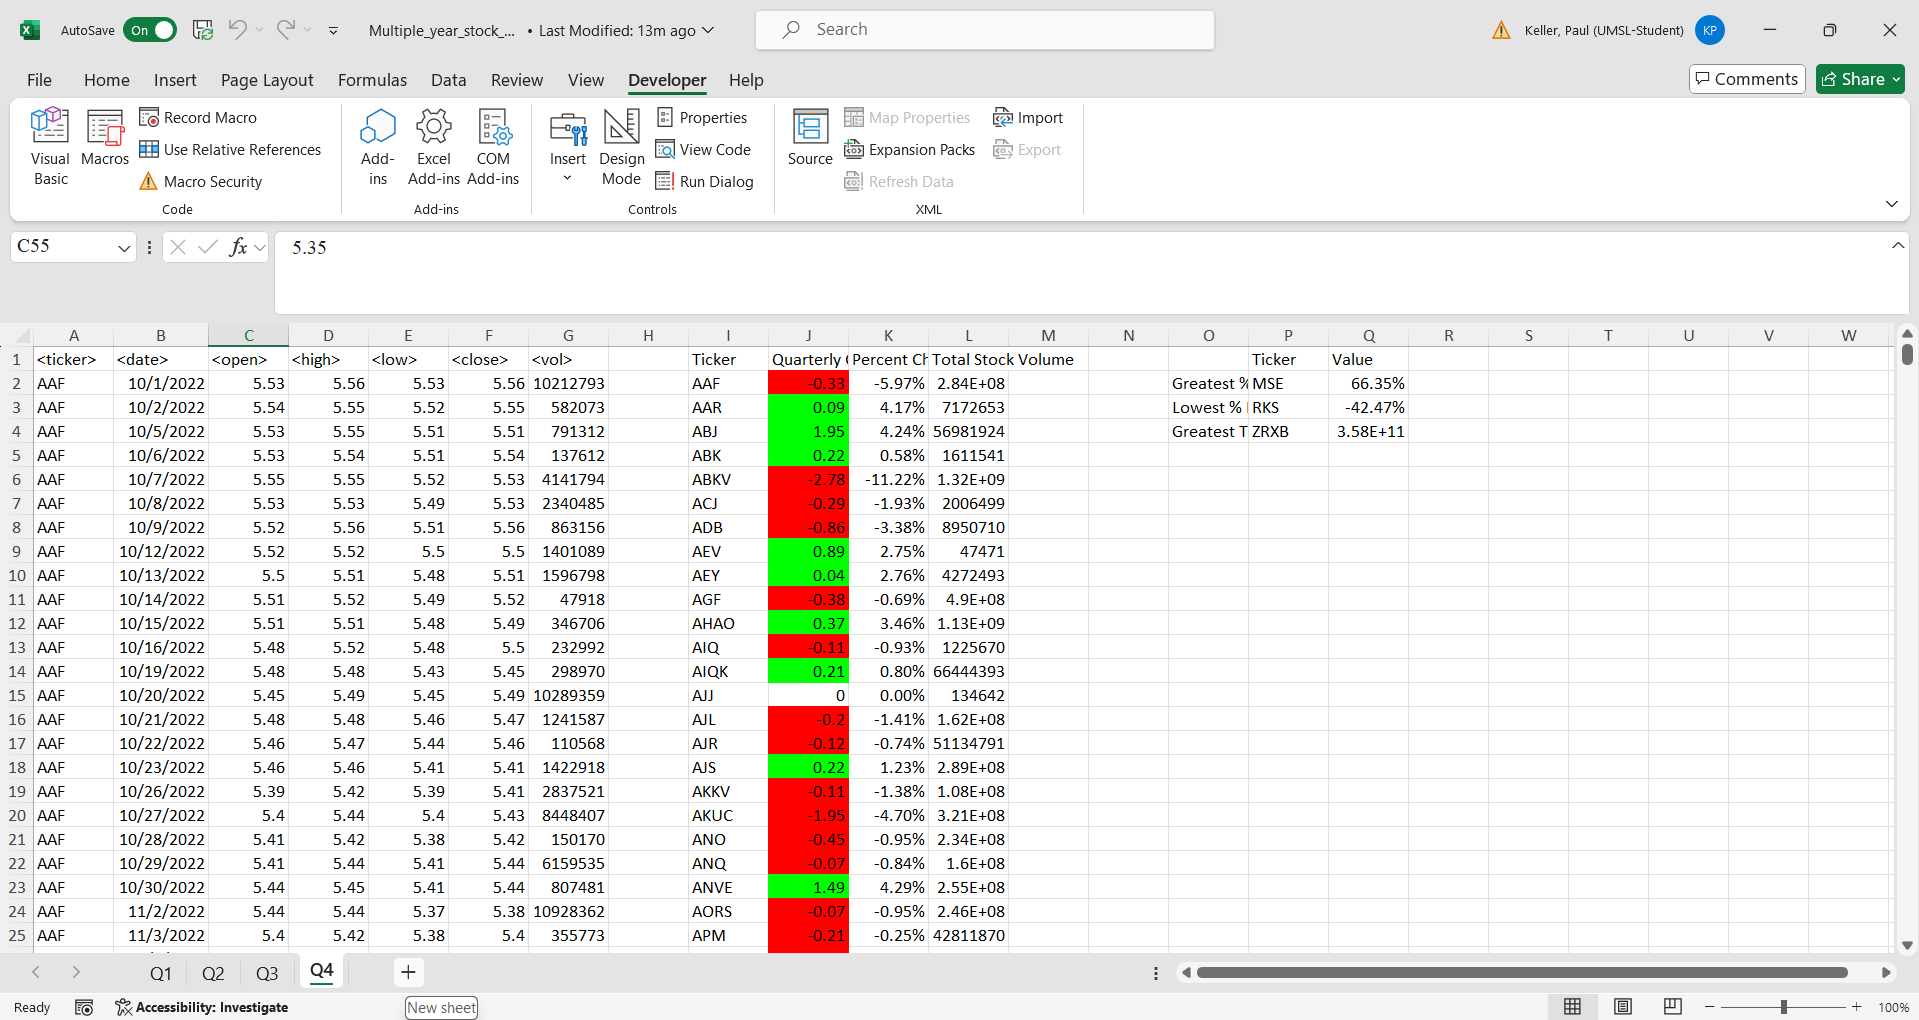 AutoSave On Multiple_year_stock_... • Last Modified: 13m ago Search Keller, Paul (UMSL-Student) KP
File Home Insert Page Layout Formulas Data Review View Developer Help Comments Share
Visual Basic
Macros
Record Macro
Use Relative References
Macro Security
Code
Add-ins
Excel Add-ins
COM Add-ins
Add-ins
Insert
Design Mode
Properties
View Code
Run Dialog
Controls
Source
Map Properties
Expansion Packs
Refresh Data
Import
Export
XML
C55 fx 5.35
A B C D E F G H I J K L M N O P Q R S T U V W
1 <ticker> <date> <open> <high> <low> <close> <vol> Ticker Quarterly Percent Ch Total Stock Volume Ticker Value
2 AAF 10/1/2022 5.53 5.56 5.53 5.56 10212793 AAF -0.33 -5.97% 2.84E+08 Greatest % MSE 66.35%
3 AAF 10/2/2022 5.54 5.55 5.52 5.55 582073 AAR 0.09 4.17% 7172653 Lowest % RKS -42.47%
4 AAF 10/5/2022 5.53 5.55 5.51 5.51 791312 ABJ 1.95 4.24% 56981924 Greatest T ZRXB 3.58E+11
5 AAF 10/6/2022 5.53 5.54 5.51 5.54 137612 ABK 0.22 0.58% 1611541
6 AAF 10/7/2022 5.55 5.55 5.52 5.53 4141794 ABKV -2.78 -11.22% 1.32E+09
7 AAF 10/8/2022 5.53 5.53 5.49 5.53 2340485 ACJ -0.29 -1.93% 2006499
8 AAF 10/9/2022 5.52 5.56 5.51 5.56 863156 ADB -0.86 -3.38% 8950710
9 AAF 10/12/2022 5.52 5.52 5.5 5.5 1401089 AEV 0.89 2.75% 47471
10 AAF 10/13/2022 5.5 5.51 5.48 5.51 1596798 AEY 0.04 2.76% 4272493
11 AAF 10/14/2022 5.51 5.52 5.49 5.52 47918 AGF -0.38 -0.69% 4.9E+08
12 AAF 10/15/2022 5.51 5.51 5.48 5.49 346706 AHAO 0.37 3.46% 1.13E+09
13 AAF 10/16/2022 5.48 5.52 5.48 5.5 232992 AIQ -0.11 -0.93% 1225670
14 AAF 10/19/2022 5.48 5.48 5.43 5.45 298970 AIQK 0.21 0.80% 66444393
15 AAF 10/20/2022 5.45 5.49 5.45 5.49 10289359 AJJ 0 0.00% 134642
16 AAF 10/21/2022 5.48 5.48 5.46 5.47 1241587 AJL -0.2 -1.41% 1.62E+08
17 AAF 10/22/2022 5.46 5.47 5.44 5.46 110568 AJR -0.12 -0.74% 51134791
18 AAF 10/23/2022 5.46 5.46 5.41 5.41 1422918 AJS 0.22 1.23% 2.89E+08
19 AAF 10/26/2022 5.39 5.42 5.39 5.41 2837521 AKKV -0.11 -1.38% 1.08E+08
20 AAF 10/27/2022 5.4 5.44 5.4 5.43 8448407 AKUC -1.95 -4.70% 3.21E+08
21 AAF 10/28/2022 5.41 5.42 5.38 5.42 150170 ANO -0.45 -0.95% 2.34E+08
22 AAF 10/29/2022 5.41 5.44 5.41 5.44 6159535 ANQ -0.07 -0.84% 1.6E+08
23 AAF 10/30/2022 5.44 5.45 5.41 5.44 807481 ANVE 1.49 4.29% 2.55E+08
24 AAF 11/2/2022 5.44 5.44 5.37 5.38 10928362 AORS -0.07 -0.95% 2.46E+08
25 AAF 11/3/2022 5.4 5.42 5.38 5.4 355773 APM -0.21 -0.25% 42811870
Q1 Q2 Q3 Q4
Ready Accessibility: Investigate New sheet 100%